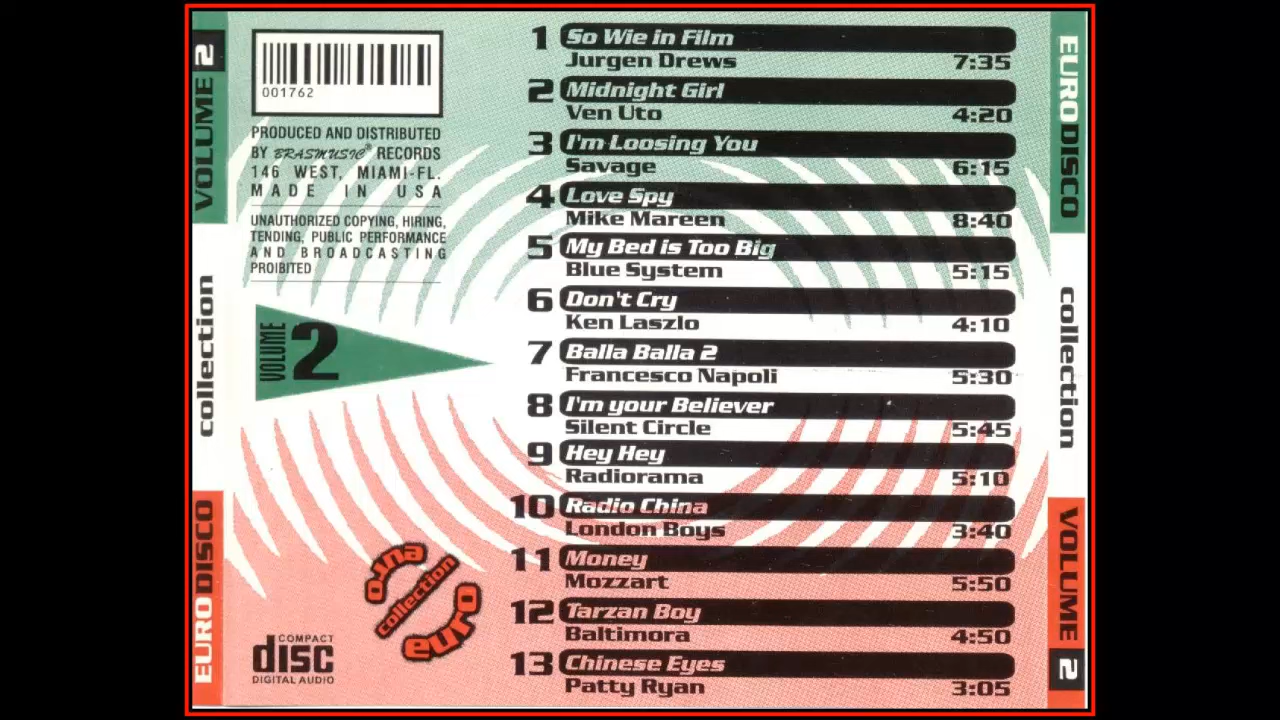 VOLUME 2
collection
EURO DISCO
001762
PRODUCED AND DISTRIBUTED
BY BRASMUSIC® RECORDS
146 WEST, MIAMI-FL.
MADE IN USA
UNAUTHORIZED COPYING, HIRING,
TENDING, PUBLIC PERFORMANCE
AND BROADCASTING
PROIBITED
VOLUME 2
euro
collection
euro
COMPACT
disc
DIGITAL AUDIO
1 So Wie in Film
Jurgen Drews 7:35
2 Midnight Girl
Ven Uto 4:20
3 I'm Loosing You
Savage 6:15
4 Love Spy
Mike Mareen 8:40
5 My Bed is Too Big
Blue System 5:15
6 Don't Cry
Ken Laszlo 4:10
7 Balla Balla 2
Francesco Napoli 5:30
8 I'm your Believer
Silent Circle 5:45
9 Hey Hey
Radiorama 5:10
10 Radio China
London Boys 3:40
11 Money
Mozzart 5:50
12 Tarzan Boy
Baltimora 4:50
13 Chinese Eyes
Patty Ryan 3:05
EURO DISCO
collection
VOLUME 2